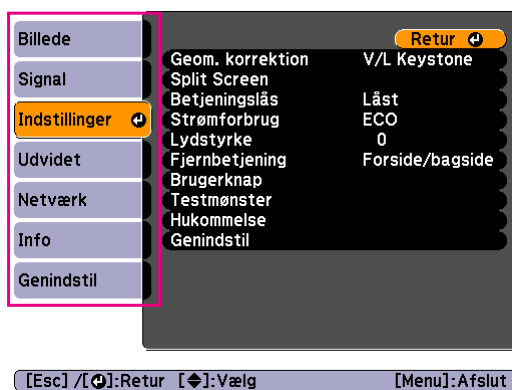 Billede
Signal
Indstillinger
Udvidet
Netværk
Info
Genindstil
Retur
Geom. korrektion V/L Keystone
Split Screen
Betjeningslås Låst
Strømforbrug ECO
Lydstyrke 0
Fjernbetjening Forside/bagside
Brugerknap
Testmønster
Hukommelse
Genindstil
[Esc] /[]:Retur []:Vælg [Menu]:Afslut